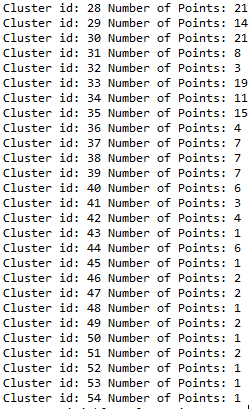 Cluster id: 28 Number of Points: 21
Cluster id: 29 Number of Points: 14
Cluster id: 30 Number of Points: 21
Cluster id: 31 Number of Points: 8
Cluster id: 32 Number of Points: 3
Cluster id: 33 Number of Points: 19
Cluster id: 34 Number of Points: 11
Cluster id: 35 Number of Points: 15
Cluster id: 36 Number of Points: 4
Cluster id: 37 Number of Points: 7
Cluster id: 38 Number of Points: 7
Cluster id: 39 Number of Points: 7
Cluster id: 40 Number of Points: 6
Cluster id: 41 Number of Points: 3
Cluster id: 42 Number of Points: 4
Cluster id: 43 Number of Points: 1
Cluster id: 44 Number of Points: 6
Cluster id: 45 Number of Points: 1
Cluster id: 46 Number of Points: 2
Cluster id: 47 Number of Points: 2
Cluster id: 48 Number of Points: 1
Cluster id: 49 Number of Points: 2
Cluster id: 50 Number of Points: 1
Cluster id: 51 Number of Points: 2
Cluster id: 52 Number of Points: 1
Cluster id: 53 Number of Points: 1
Cluster id: 54 Number of Points: 1